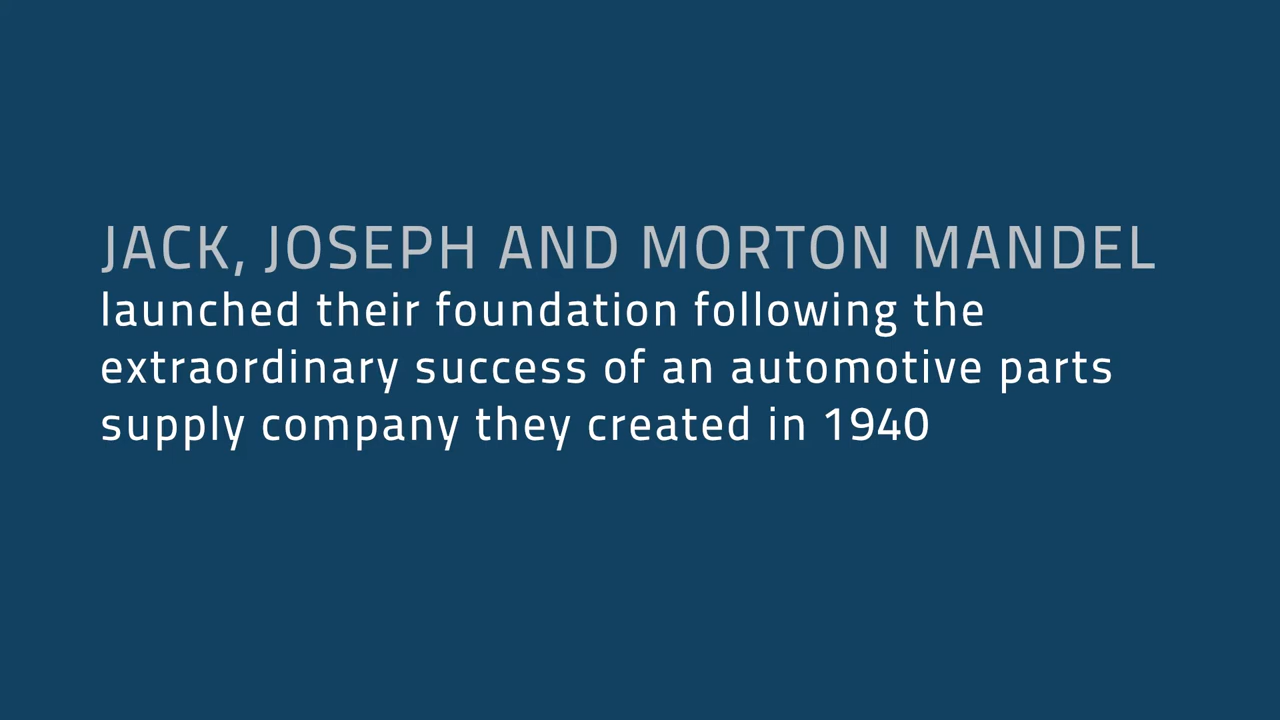 JACK, JOSEPH AND MORTON MANDEL
launched their foundation following the
extraordinary success of an automotive parts
supply company they created in 1940